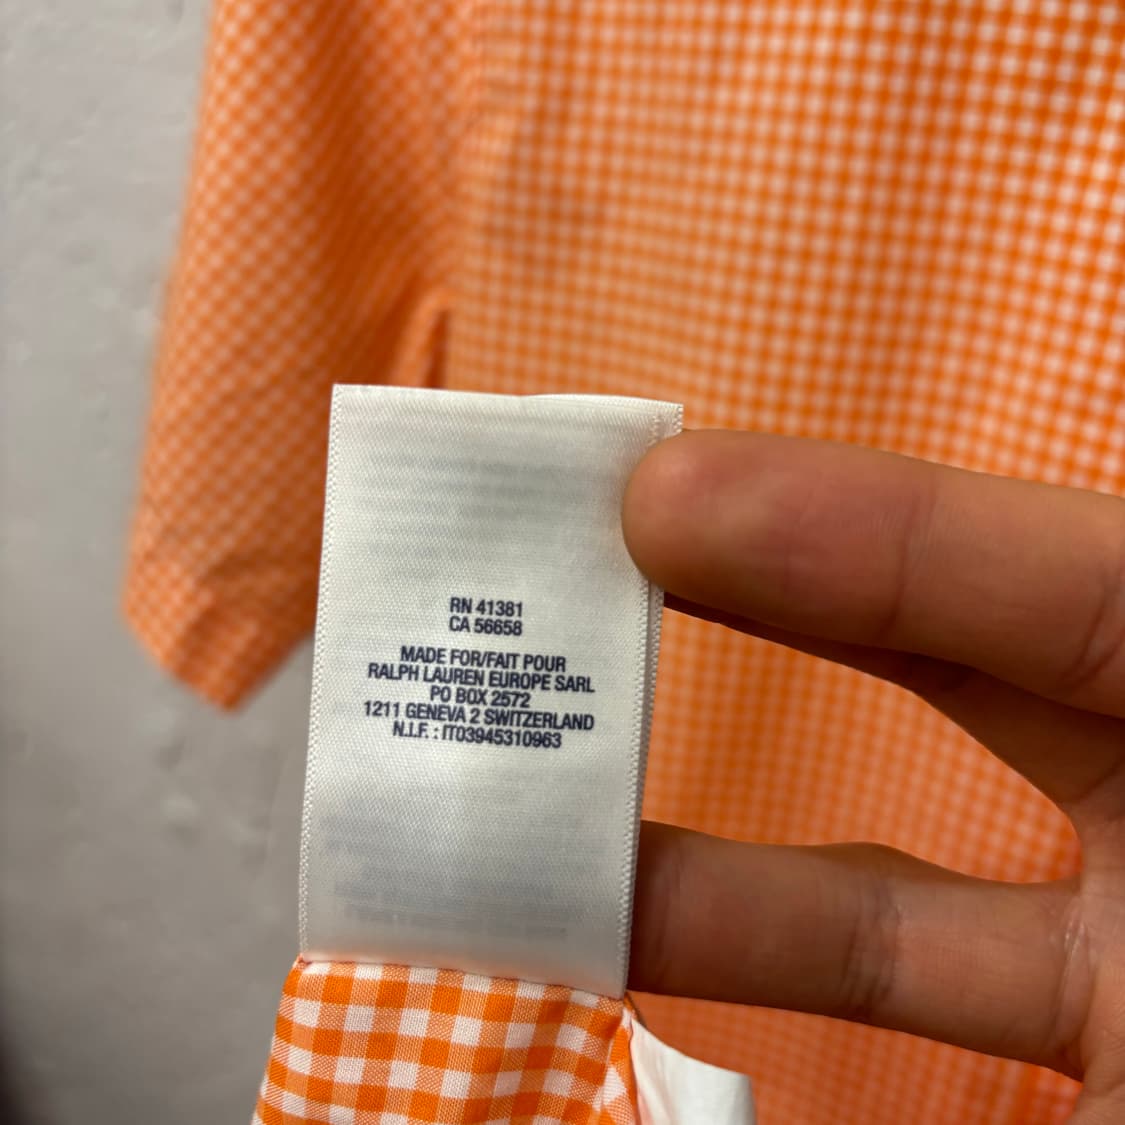 RN 41381
CA 56658
MADE FOR/FAIT POUR
RALPH LAUREN EUROPE SARL
PO BOX 2572
1211 GENEVA 2 SWITZERLAND
N.I.F. : IT03945310963